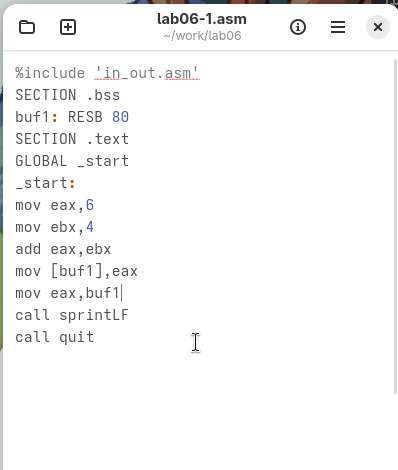 lab06-1.asm
~/work/lab06
%include 'in_out.asm'
SECTION .bss
buf1: RESB 80
SECTION .text
GLOBAL _start
_start:
mov eax,6
mov ebx,4
add eax,ebx
mov [buf1],eax
mov eax,buf1
call sprintLF
call quit